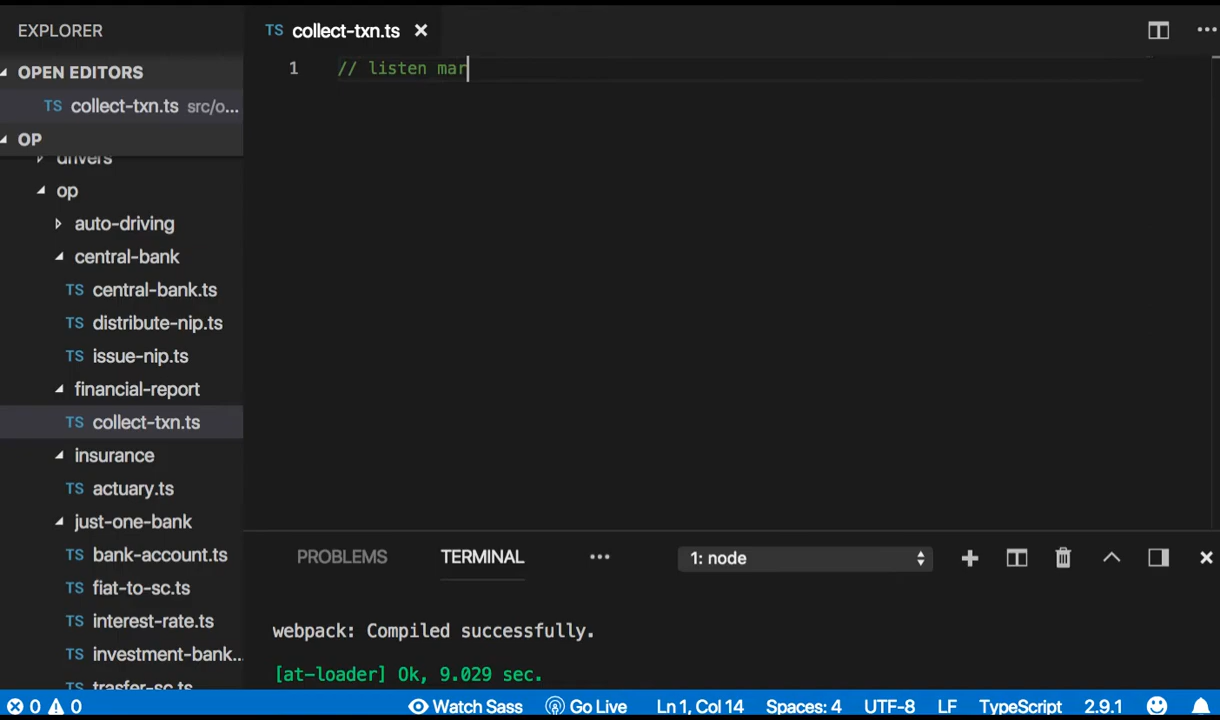 EXPLORER
TS collect-txn.ts ×
OPEN EDITORS
TS collect-txn.ts src/o...
OP
drivers
op
auto-driving
central-bank
TS central-bank.ts
TS distribute-nip.ts
TS issue-nip.ts
financial-report
TS collect-txn.ts
insurance
TS actuary.ts
just-one-bank
TS bank-account.ts
TS fiat-to-sc.ts
TS interest-rate.ts
TS investment-bank...
TS trasfer-sc.ts
1 // listen mar
PROBLEMS TERMINAL ... 1: node
webpack: Compiled successfully.
[at-loader] Ok, 9.029 sec.
0 0 Watch Sass Go Live Ln 1, Col 14 Spaces: 4 UTF-8 LF TypeScript 2.9.1